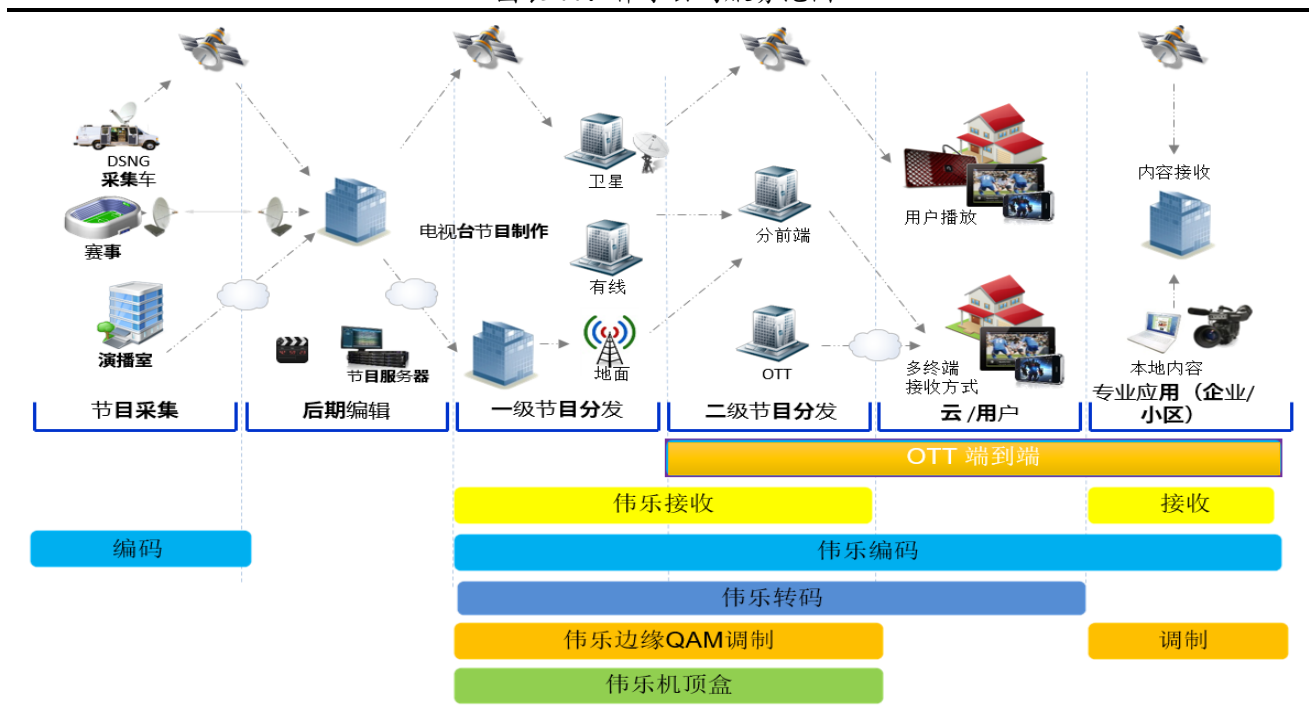 DSNG
采集车
赛事
演播室
节目服务器
电视台节目制作
卫星
有线
地面
分前端
OTT
用户播放
多终端
接收方式
内容接收
本地内容
节目采集
后期编辑
一级节目分发
二级节目分发
云 /用户
专业应用（企业/
小区）
OTT 端到端
伟乐接收
接收
编码
伟乐编码
伟乐转码
伟乐边缘QAM调制
调制
伟乐机顶盒